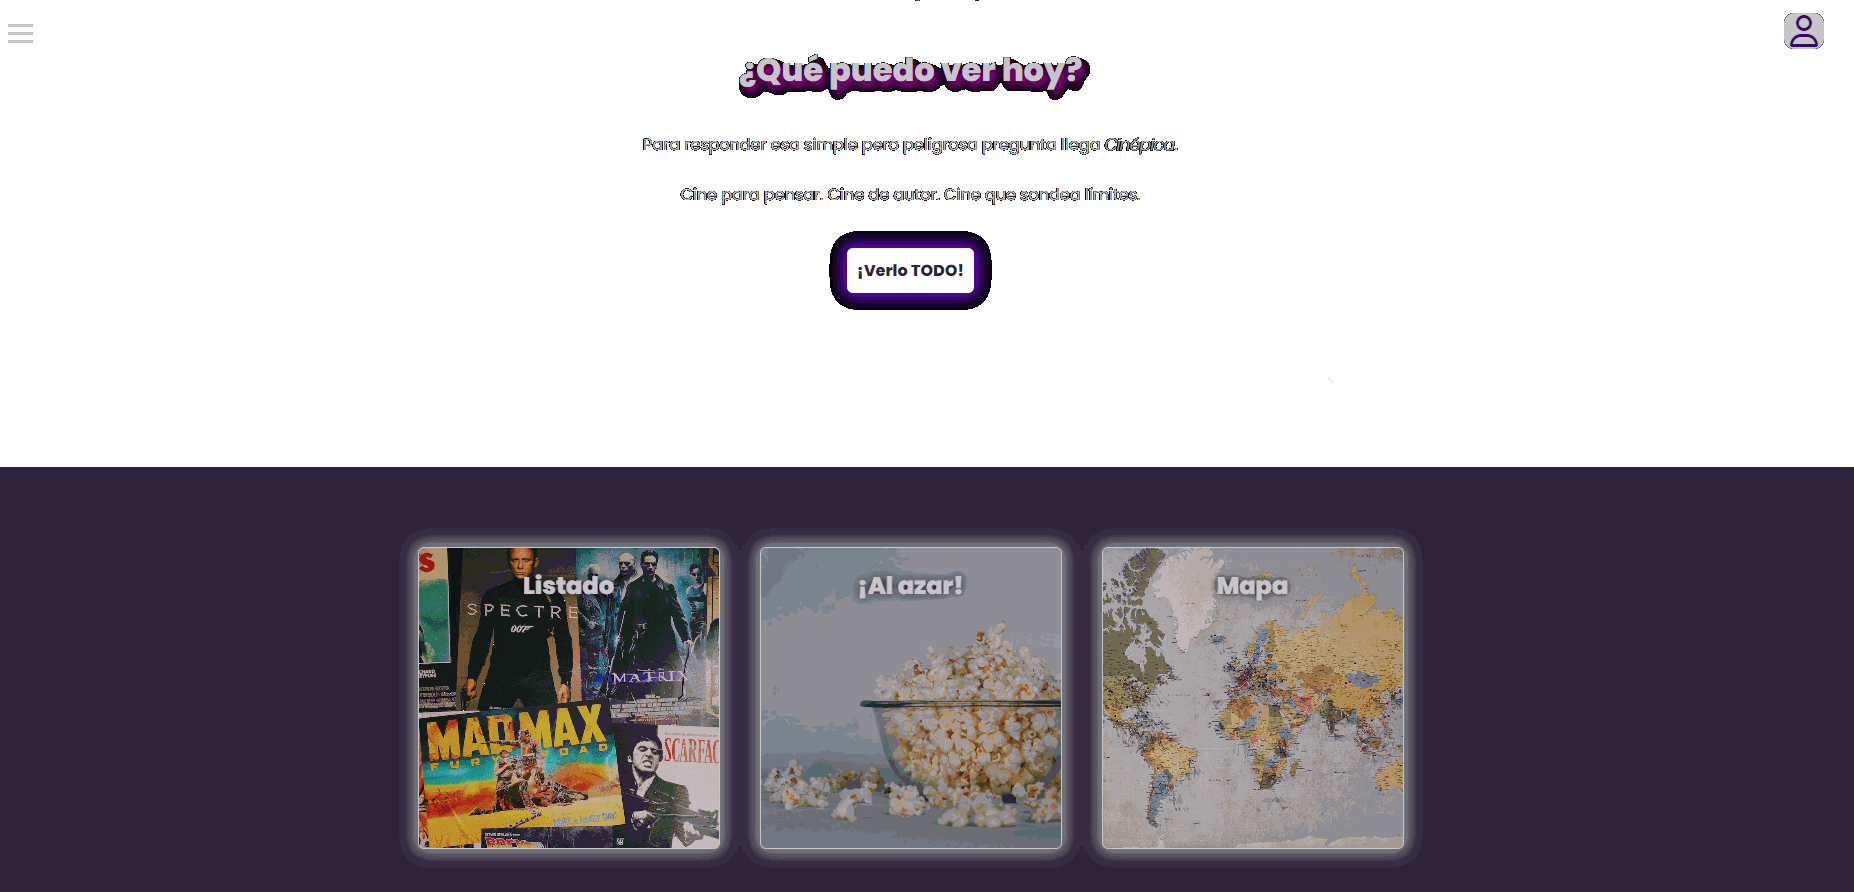 ¿Qué puedo ver hoy?
Para responder esa simple pero peligrosa pregunta llega Cinépica.
Cine para pensar. Cine de autor. Cine que sondea límites.
¡Verlo TODO!
Listado
¡Al azar!
Mapa
S
SPECTRE
007
MATRIX
MAD MAX
FURY ROAD
SCARFAC